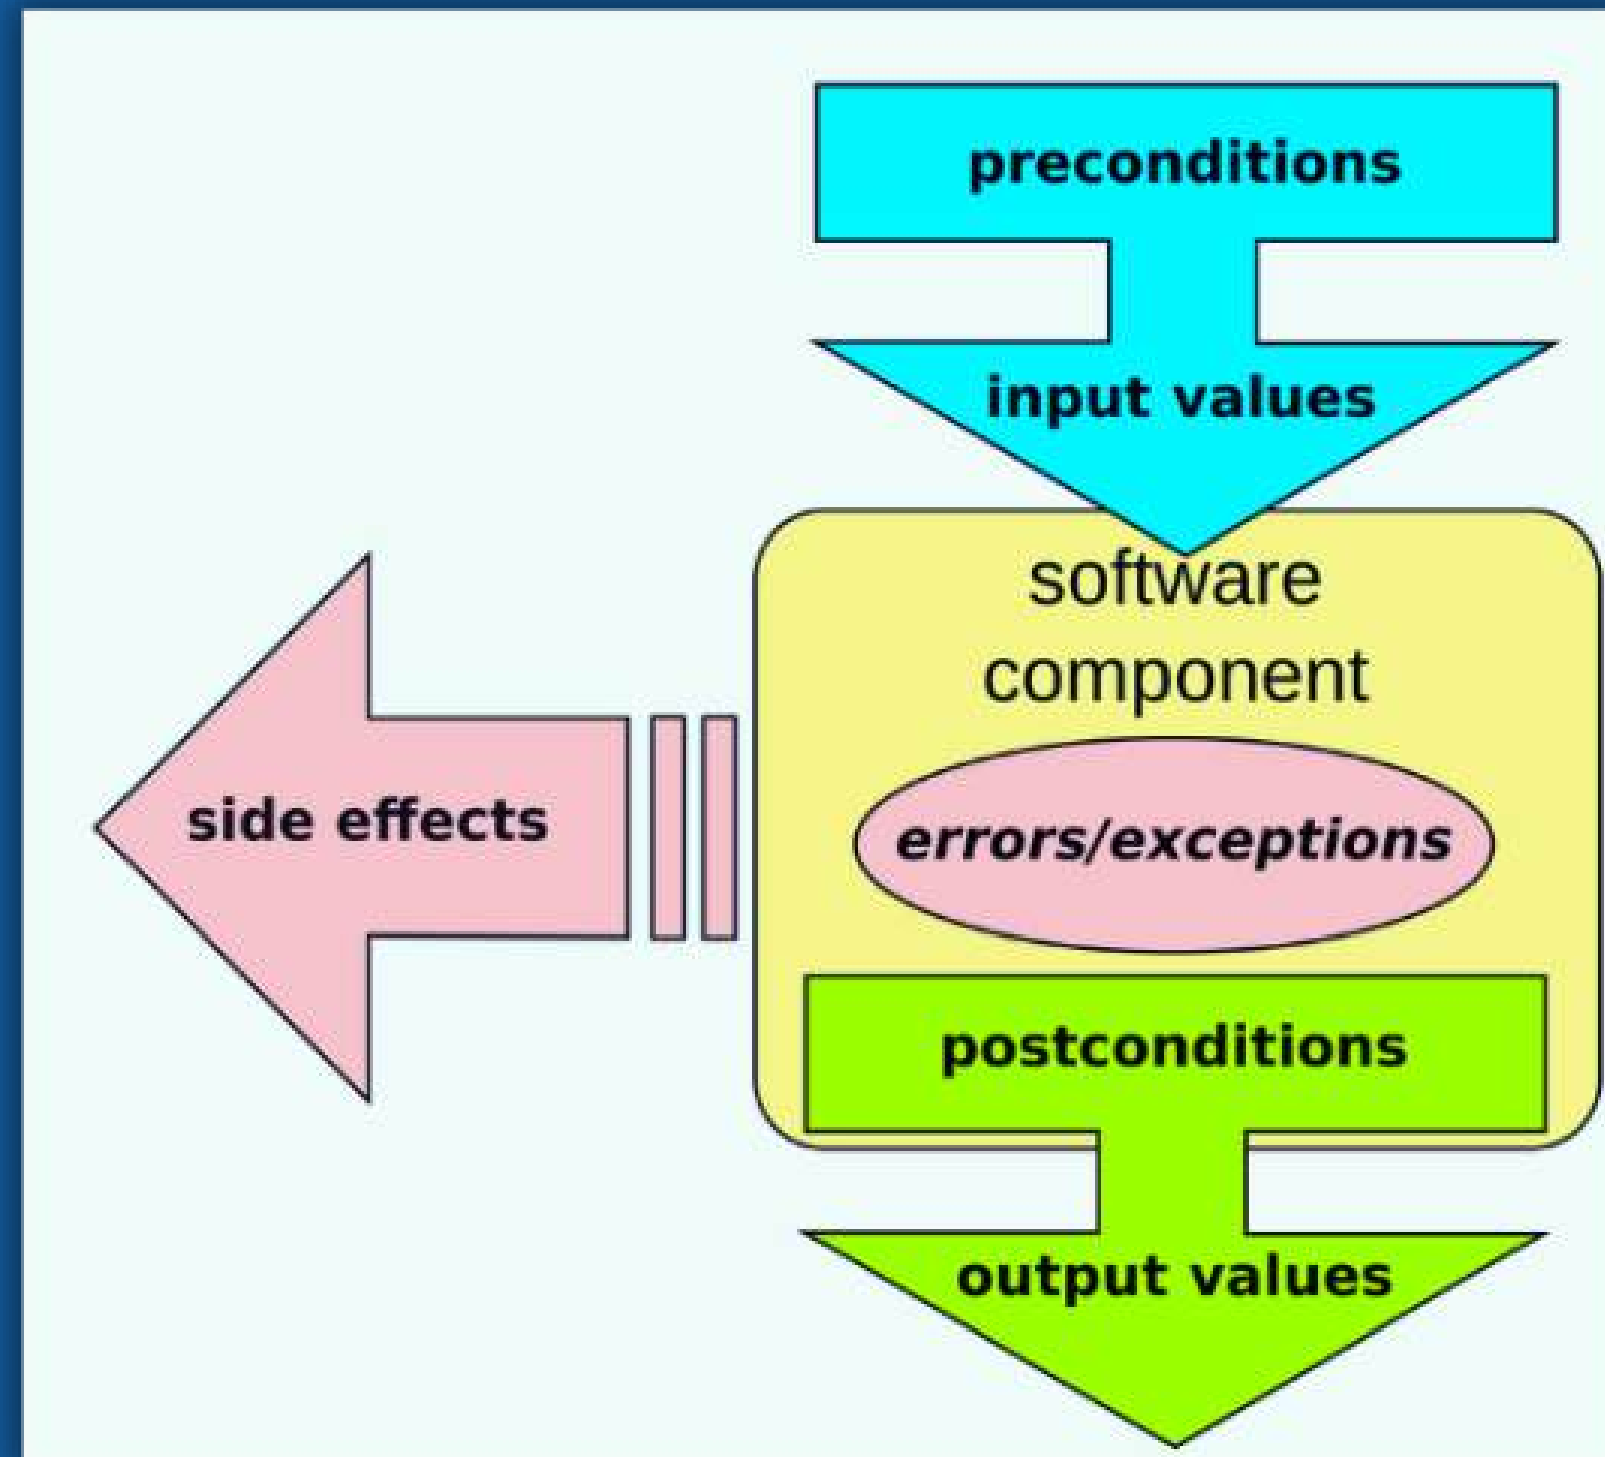 preconditions
input values
software
component
side effects
errors/exceptions
postconditions
output values